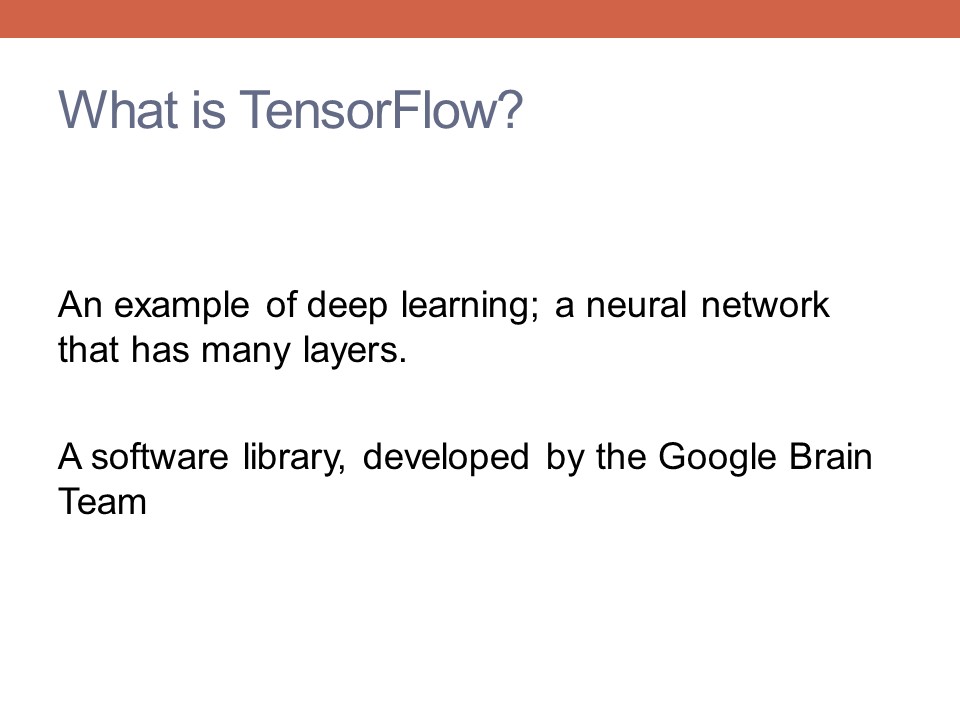 What is TensorFlow?
An example of deep learning; a neural network
that has many layers.
A software library, developed by the Google Brain
Team